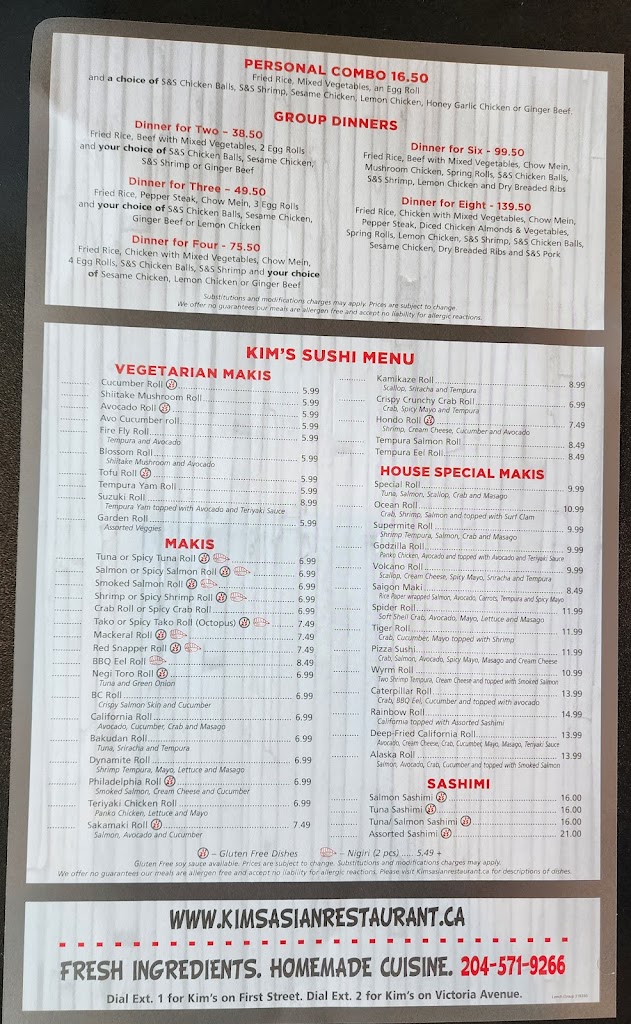 PERSONAL COMBO 16.50
Fried Rice, Mixed Vegetables, an Egg Roll
and a choice of S&S Chicken Balls, S&S Shrimp, Sesame Chicken, Lemon Chicken, Honey Garlic Chicken or Ginger Beef
GROUP DINNERS
Dinner for Two – 38.50
Fried Rice, Beef with Mixed Vegetables, 2 Egg Rolls
and your choice of S&S Chicken Balls, Sesame Chicken,
S&S Shrimp or Ginger Beef
Dinner for Three – 49.50
Fried Rice, Pepper Steak, Chow Mein, 3 Egg Rolls
and your choice of S&S Chicken Balls, Sesame Chicken,
Ginger Beef or Lemon Chicken
Dinner for Four - 75.50
Fried Rice, Chicken with Mixed Vegetables, Chow Mein,
4 Egg Rolls, S&S Chicken Balls, S&S Shrimp and your choice
of Sesame Chicken, Lemon Chicken or Ginger Beef
Dinner for Six - 99.50
Fried Rice, Beef with Mixed Vegetables, Chow Mein,
Mushroom Chicken, Spring Rolls, S&S Chicken Balls,
S&S Shrimp, Lemon Chicken and Dry Breaded Ribs
Dinner for Eight - 139.50
Fried Rice, Chicken with Mixed Vegetables, Chow Mein,
Pepper Steak, Diced Chicken Almonds & Vegetables,
Spring Rolls, Lemon Chicken, S&S Shrimp, S&S Chicken Balls,
Sesame Chicken, Dry Breaded Ribs and S&S Pork
Substitutions and modifications charges may apply. Prices are subject to change
We offer no guarantees our meals are allergen free and accept no liability for allergic reactions.
KIM'S SUSHI MENU
VEGETARIAN MAKIS
Cucumber Roll 5.99
Shiitake Mushroom Roll 5.99
Avocado Roll 5.99
Avo Cucumber roll 5.99
Fire Fly Roll 5.99
Tempura and Avocado
Blossom Roll 5.99
Shiitake Mushroom and Avocado
Tofu Roll 5.99
Tempura Yam Roll 5.99
Suzuki Roll 8.99
Tempura Yam topped with Avocado and Teriyaki Sauce
Garden Roll 5.99
Assorted Veggies
MAKIS
Tuna or Spicy Tuna Roll 6.99
Salmon or Spicy Salmon Roll 6.99
Smoked Salmon Roll 6.99
Shrimp or Spicy Shrimp Roll 6.99
Crab Roll or Spicy Crab Roll 6.99
Tako or Spicy Tako Roll (Octopus) 7.49
Mackeral Roll 7.49
Red Snapper Roll 7.49
BBQ Eel Roll 8.49
Negi Toro Roll 6.99
Tuna and Green Onion
BC Roll 6.99
Crispy Salmon Skin and Cucumber
California Roll 6.99
Avocado, Cucumber, Crab and Masago
Bakudan Roll 6.99
Tuna, Sriracha and Tempura
Dynamite Roll 6.99
Shrimp Tempura, Mayo, Lettuce and Masago
Philadelphia Roll 6.99
Smoked Salmon, Cream Cheese and Cucumber
Teriyaki Chicken Roll 6.99
Panko Chicken, Lettuce and Mayo
Sakamaki Roll 7.49
Salmon, Avocado and Cucumber
Kamikaze Roll 8.99
Scallop, Sriracha and Tempura
Crispy Crunchy Crab Roll 6.99
Crab, Spicy Mayo and Tempura
Hondo Roll 7.49
Shrimp, Cream Cheese, Cucumber and Avocado
Tempura Salmon Roll 8.49
Tempura Eel Roll 8.49
HOUSE SPECIAL MAKIS
Special Roll 9.99
Tuna, Salmon, Scallop, Crab and Masago
Ocean Roll 10.99
Crab, Shrimp, Salmon and topped with Surf Clam
Supermite Roll 9.99
Shrimp Tempura, Salmon, Crab and Masago
Godzilla Roll 9.99
Panko Chicken, Avocado and topped with Avocado and Teriyaki Sauce
Volcano Roll 9.99
Scallop, Cream Cheese, Spicy Mayo, Sriracha and Tempura
Saigon Maki 8.49
Rice Paper wrapped Salmon, Avocado, Carrots, Tempura and Spicy Mayo
Spider Roll 11.99
Soft Shell Crab, Avocado, Mayo, Lettuce and Masago
Tiger Roll 11.99
Crab, Cucumber, Mayo topped with Shrimp
Pizza Sushi 11.99
Crab, Salmon, Avocado, Spicy Mayo, Masago and Cream Cheese
Wyrm Roll 10.99
Two Shrimp Tempura, Cream Cheese and topped with Smoked Salmon
Caterpillar Roll 13.99
Crab, BBQ Eel, Cucumber and topped with avocado
Rainbow Roll 14.99
California topped with Assorted Sashimi
Deep-Fried California Roll 13.99
Avocado, Cream Cheese, Crab, Cucumber, Mayo, Masago, Teriyaki Sauce
Alaska Roll 13.99
Salmon, Avocado, Crab, Cucumber and topped with Smoked Salmon
SASHIMI
Salmon Sashimi 16.00
Tuna Sashimi 16.00
Tuna/ Salmon Sashimi 16.00
Assorted Sashimi 21.00
– Gluten Free Dishes – Nigiri (2 pcs) ..... 5.49 +
Gluten Free soy sauce available. Prices are subject to change. Substitutions and modifications charges may apply.
We offer no guarantees our meals are allergen free and accept no liability for allergic reactions. Please visit Kimsasianrestaurant.ca for descriptions of dishes.
WWW.KIMSASIANRESTAURANT.CA
FRESH INGREDIENTS. HOMEMADE CUISINE. 204-571-9266
Dial Ext. 1 for Kim's on First Street. Dial Ext. 2 for Kim's on Victoria Avenue.